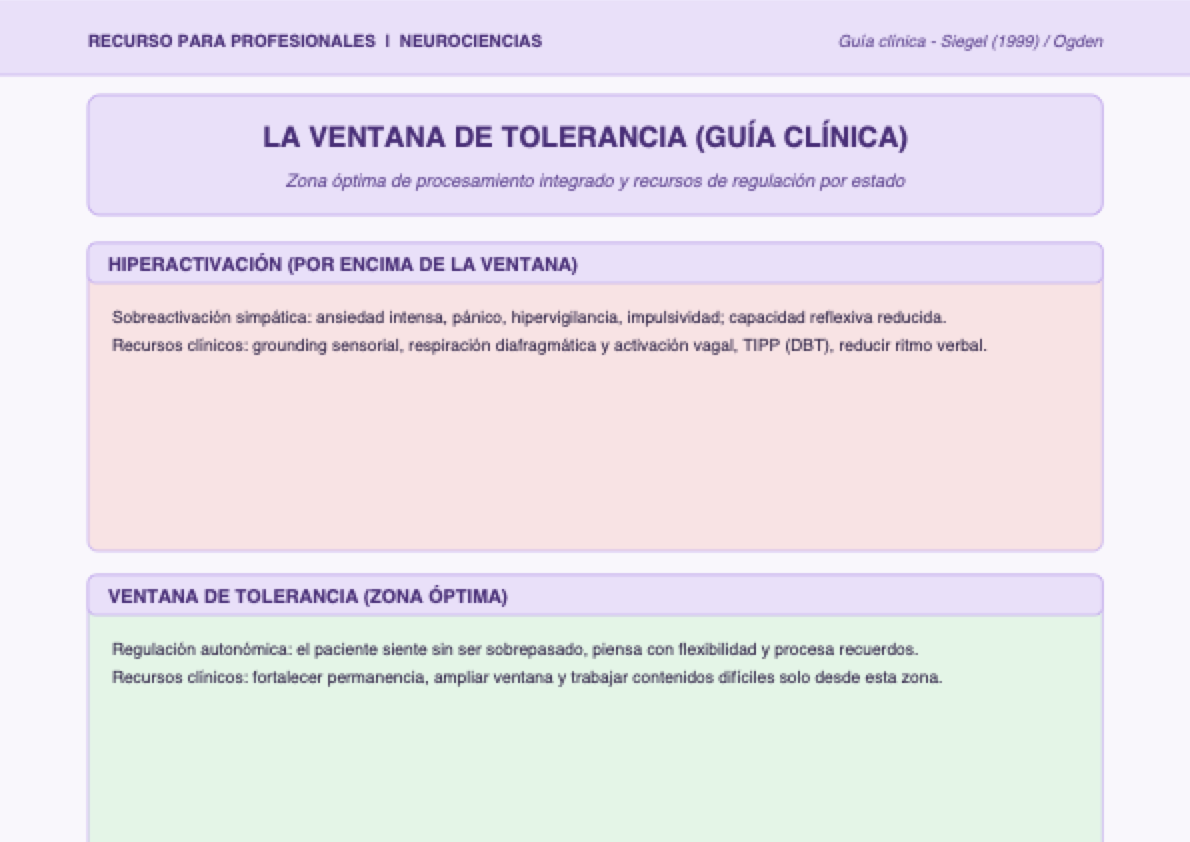 RECURSO PARA PROFESIONALES | NEUROCIENCIAS
Guía clínica - Siegel (1999) / Ogden
LA VENTANA DE TOLERANCIA (GUÍA CLÍNICA)
Zona óptima de procesamiento integrado y recursos de regulación por estado
HIPERACTIVACIÓN (POR ENCIMA DE LA VENTANA)
Sobreactivación simpática: ansiedad intensa, pánico, hipervigilancia, impulsividad; capacidad reflexiva reducida.
Recursos clínicos: grounding sensorial, respiración diafragmática y activación vagal, TIPP (DBT), reducir ritmo verbal.
VENTANA DE TOLERANCIA (ZONA ÓPTIMA)
Regulación autonómica: el paciente siente sin ser sobrepasado, piensa con flexibilidad y procesa recuerdos.
Recursos clínicos: fortalecer permanencia, ampliar ventana y trabajar contenidos difíciles solo desde esta zona.